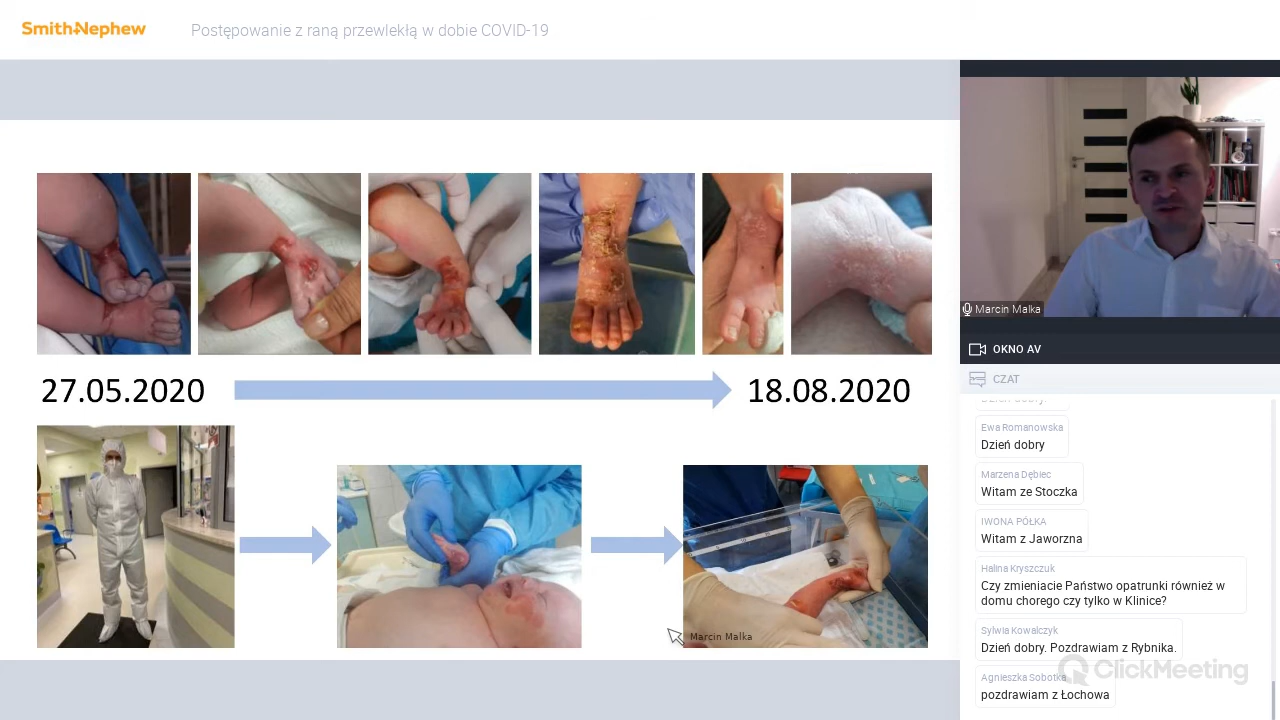 Smith+Nephew
Postępowanie z raną przewlekłą w dobie COVID-19
27.05.2020
18.08.2020
Marcin Malka
Marcin Malka
OKNO AV
CZAT
Ewa Romanowska
Dzień dobry
Marzena Dębiec
Witam ze Stoczka
IWONA PÓŁKA
Witam z Jaworzna
Halina Kryszczuk
Czy zmieniacie Państwo opatrunki również w
domu chorego czy tylko w Klinice?
Sylwia Kowalczyk
Dzień dobry. Pozdrawiam z Rybnika.
Agnieszka Sobotka
pozdrawiam z Łochowa
ClickMeeting